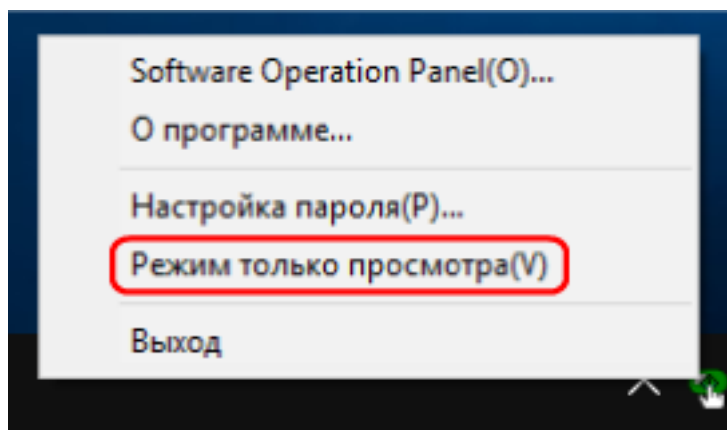 Software Operation Panel(O)...
О программе...
Настройка пароля(P)...
Режим только просмотра(V)
Выход